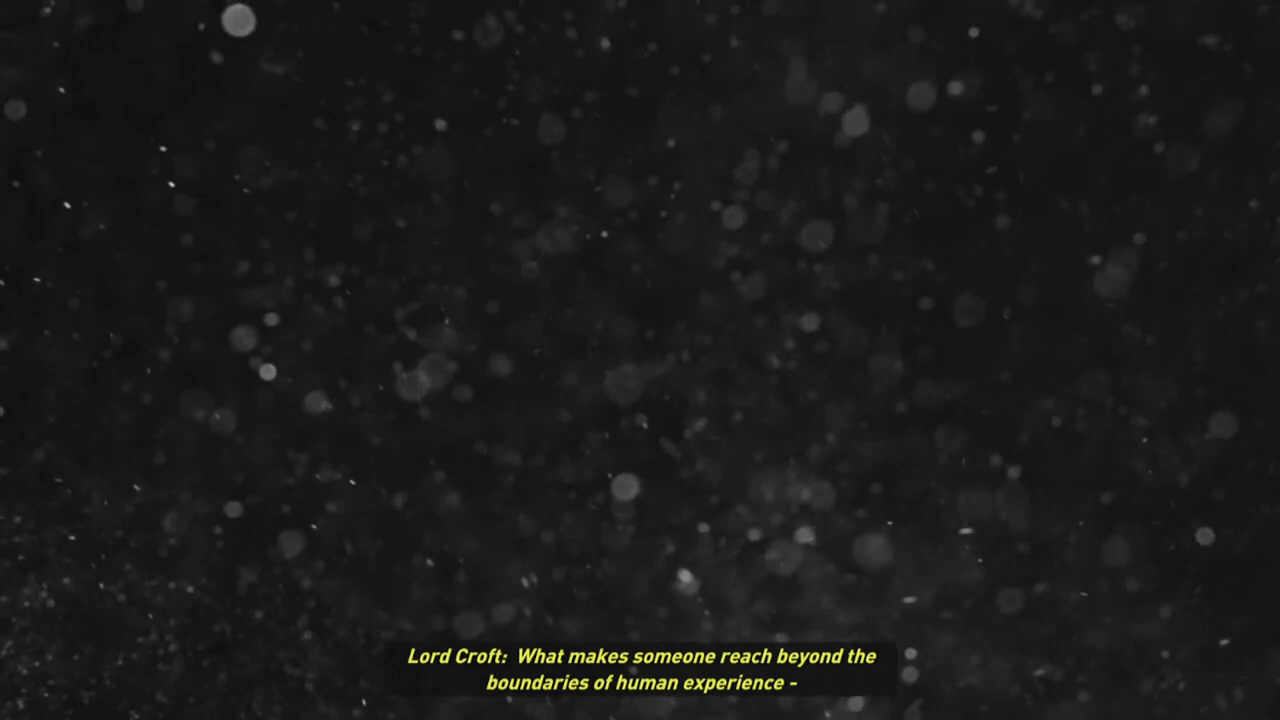 Lord Croft:  What makes someone reach beyond the
boundaries of human experience -